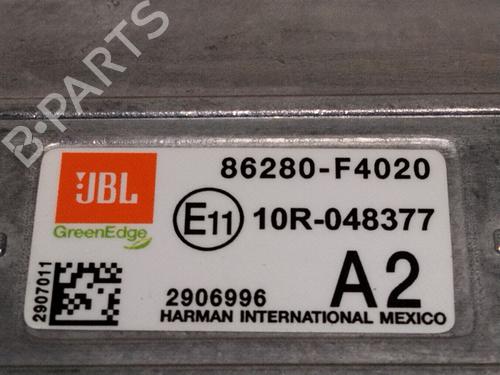 B-PARTS
JBL
GreenEdge
86280-F4020
E11 10R-048377
2907011
2906996
A2
HARMAN INTERNATIONAL MEXICO